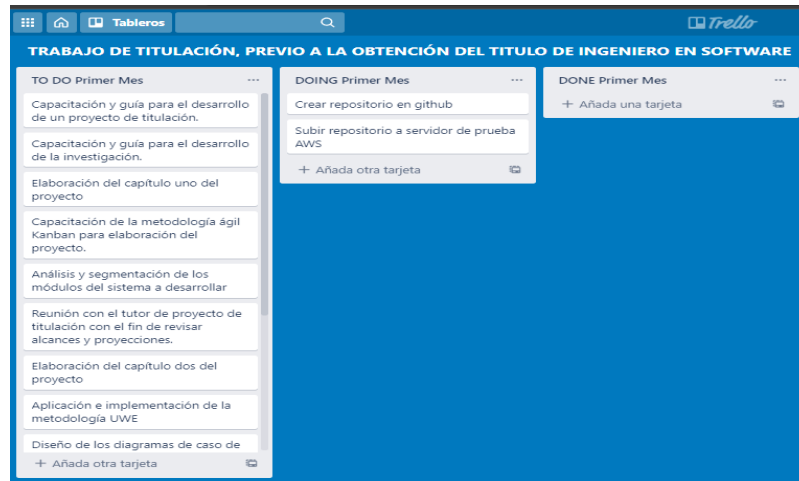 Tableros
Trello
TRABAJO DE TITULACIÓN, PREVIO A LA OBTENCIÓN DEL TITULO DE INGENIERO EN SOFTWARE
TO DO Primer Mes
Capacitación y guía para el desarrollo
de un proyecto de titulación.
Capacitación y guía para el desarrollo
de la investigación.
Elaboración del capítulo uno del
proyecto
Capacitación de la metodología ágil
Kanban para elaboración del
proyecto.
Análisis y segmentación de los
módulos del sistema a desarrollar
Reunión con el tutor de proyecto de
titulación con el fin de revisar
alcances y proyecciones.
Elaboración del capítulo dos del
proyecto
Aplicación e implementación de la
metodología UWE
Diseño de los diagramas de caso de
+ Añada otra tarjeta
DOING Primer Mes
Crear repositorio en github
Subir repositorio a servidor de prueba
AWS
+ Añada otra tarjeta
DONE Primer Mes
+ Añada una tarjeta